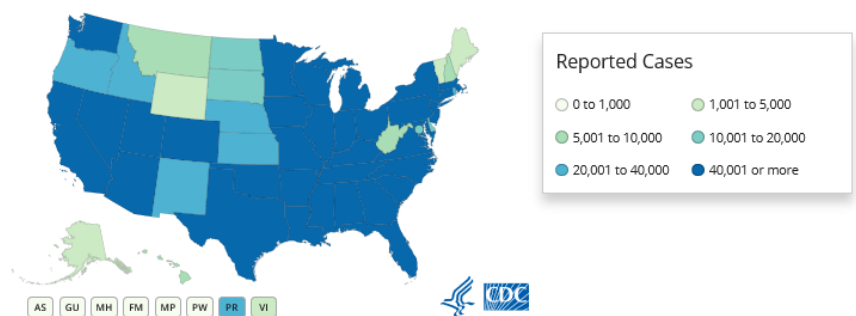 Reported Cases
0 to 1,000
1,001 to 5,000
5,001 to 10,000
10,001 to 20,000
20,001 to 40,000
40,001 or more
AS GU MH FM MP PW PR VI
CDC